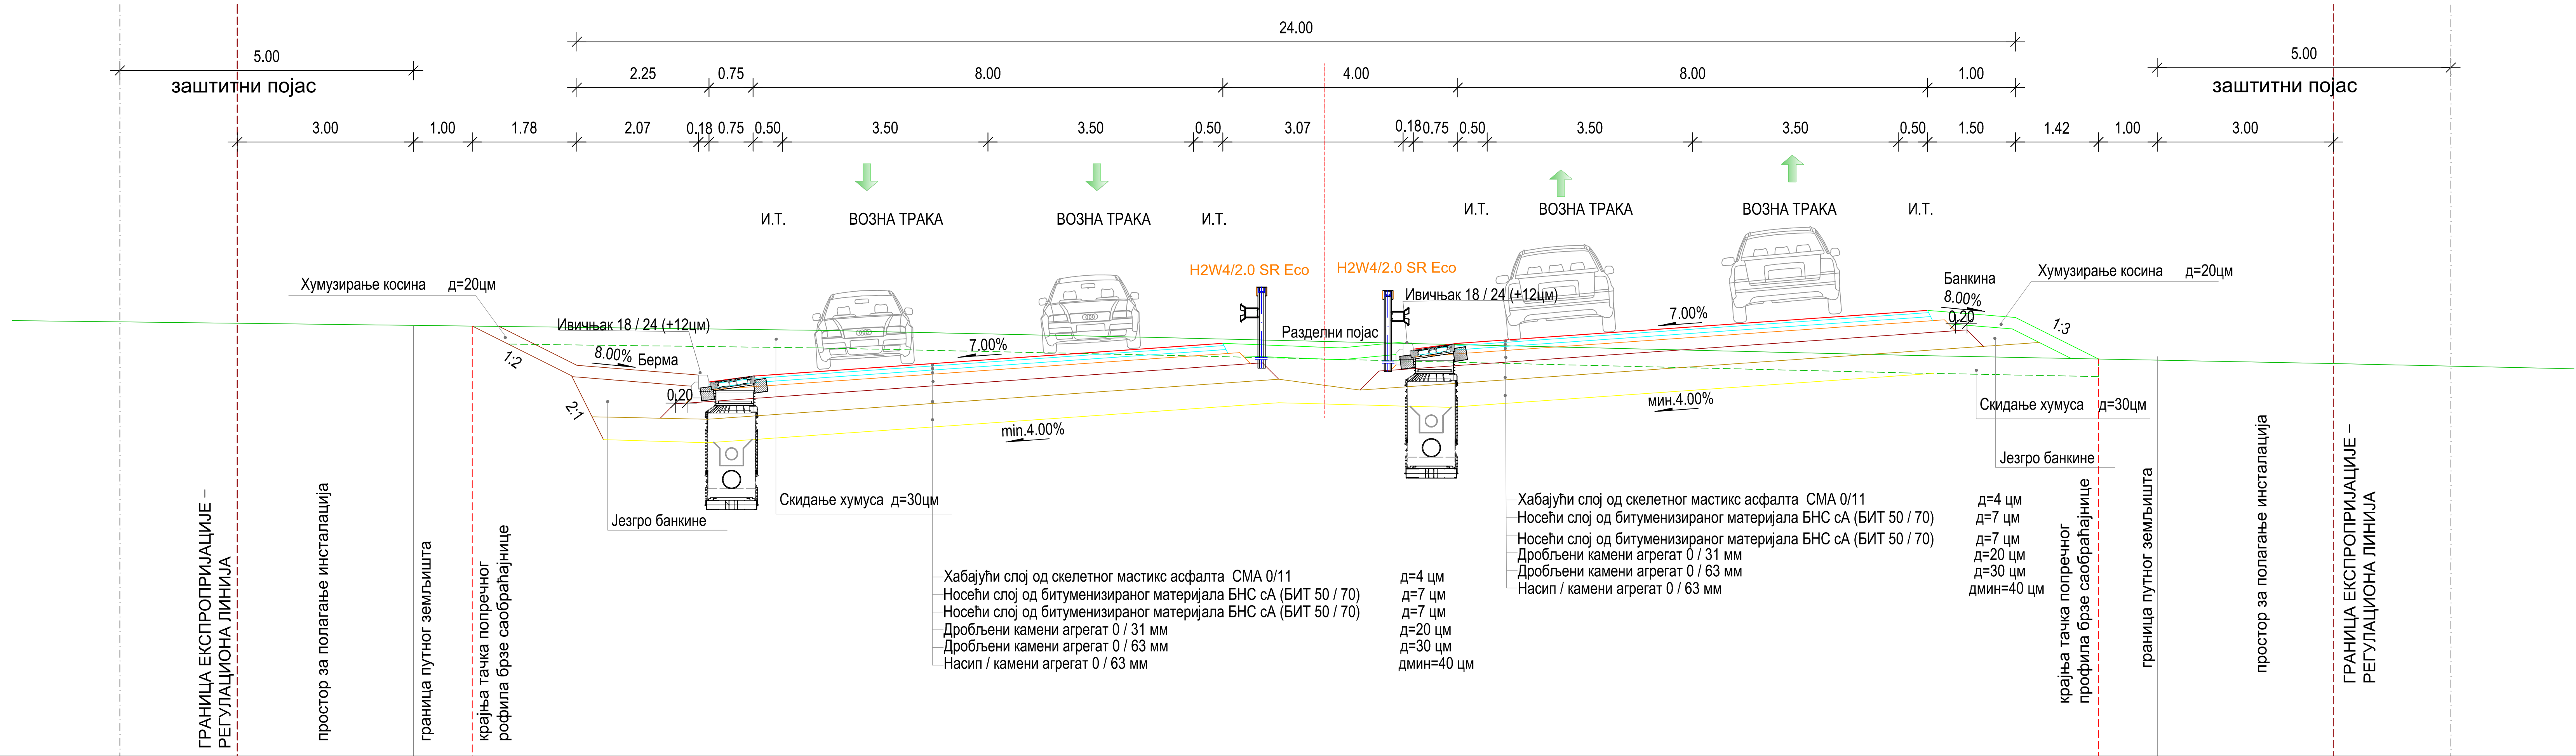 24.00
5.00
5.00
заштитни појас
заштитни појас
2.25 0.75 8.00 4.00 8.00 1.00
3.00 1.00 1.78 2.07 0.18 0.75 0.50 3.50 3.50 0.50 3.07 0.18 0.75 0.50 3.50 3.50 0.50 1.50 1.42 1.00 3.00
И.Т. ВОЗНА ТРАКА ВОЗНА ТРАКА И.Т.
И.Т. ВОЗНА ТРАКА ВОЗНА ТРАКА И.Т.
H2W4/2.0 SR Eco
H2W4/2.0 SR Eco
Хумузирање косина д=20цм
Ивичњак 18 / 24 (+12цм)
1:2
8.00% Берма
2:1
0.20
7.00%
min.4.00%
Разделни појас
Ивичњак 18 / 24 (+12цм)
7.00%
мин.4.00%
Банкина
8.00%
0.20
1:3
Хумузирање косина д=20цм
Скидање хумуса д=30цм
Језгро банкине
Скидање хумуса д=30цм
Језгро банкине
Хабајући слој од скелетног мастикс асфалта СМА 0/11 д=4 цм
Носећи слој од битуменизираног материјала БНС сА (БИТ 50 / 70) д=7 цм
Носећи слој од битуменизираног материјала БНС сА (БИТ 50 / 70) д=7 цм
Дробљени камени агрегат 0 / 31 мм д=20 цм
Дробљени камени агрегат 0 / 63 мм д=30 цм
Насип / камени агрегат 0 / 63 мм дмин=40 цм
Хабајући слој од скелетног мастикс асфалта СМА 0/11 д=4 цм
Носећи слој од битуменизираног материјала БНС сА (БИТ 50 / 70) д=7 цм
Носећи слој од битуменизираног материјала БНС сА (БИТ 50 / 70) д=7 цм
Дробљени камени агрегат 0 / 31 мм д=20 цм
Дробљени камени агрегат 0 / 63 мм д=30 цм
Насип / камени агрегат 0 / 63 мм дмин=40 цм
ГРАНИЦА ЕКСПРОПРИЈАЦИЈЕ –
РЕГУЛАЦИОНА ЛИНИЈА
простор за полагање инсталација
граница путног земљишта
крајња тачка попречног
рофила брзе саобраћајнице
крајња тачка попречног
профила брзе саобраћајнице
граница путног земљишта
простор за полагање инсталација
ГРАНИЦА ЕКСПРОПРИЈАЦИЈЕ –
РЕГУЛАЦИОНА ЛИНИЈА